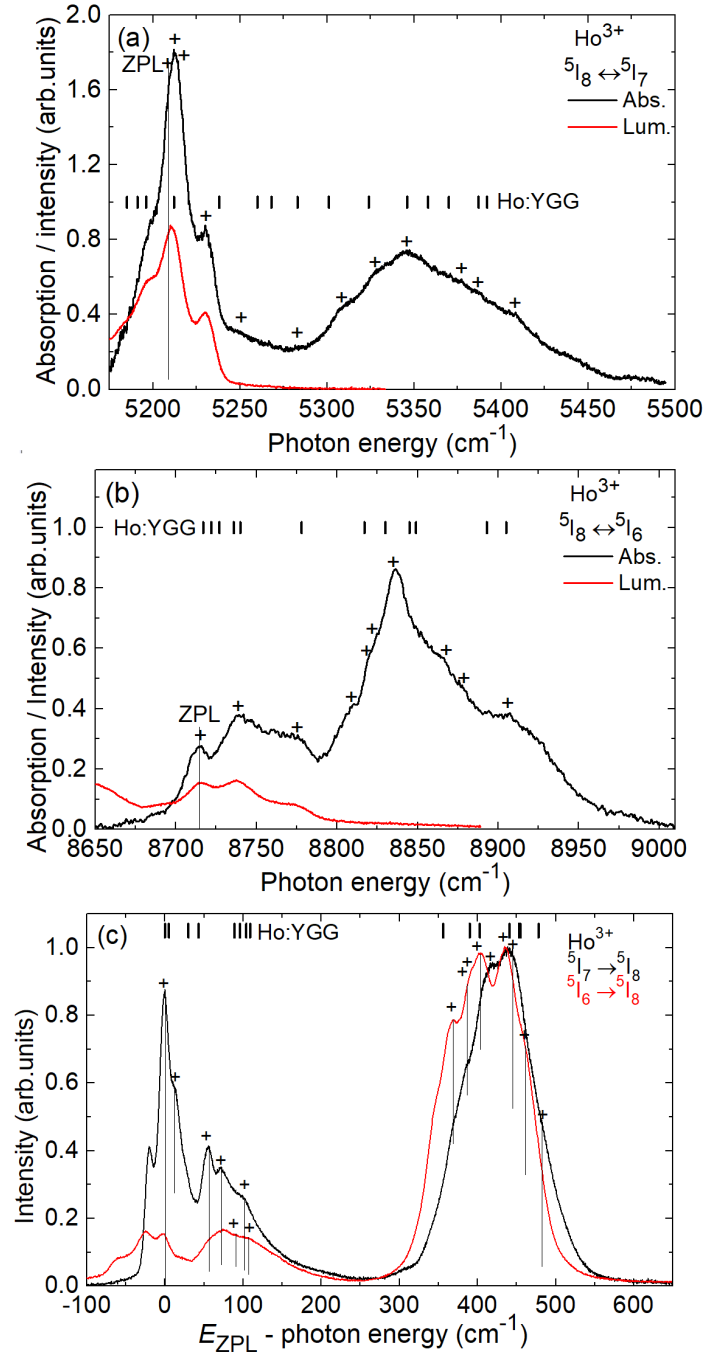 (a)
Ho³⁺
⁵I₈↔⁵I₇
Abs.
Lum.
ZPL
Ho:YGG
Absorption / intensity (arb.units)
2.0
1.6
1.2
0.8
0.4
0.0
5200 5250 5300 5350 5400 5450 5500
Photon energy (cm⁻¹)
(b)
Ho³⁺
Ho:YGG
⁵I₈↔⁵I₆
Abs.
Lum.
ZPL
Absorption / Intensity (arb.units)
1.0
0.8
0.6
0.4
0.2
0.0
8650 8700 8750 8800 8850 8900 8950 9000
Photon energy (cm⁻¹)
(c)
Ho:YGG
Ho³⁺
⁵I₇→⁵I₈
⁵I₆→⁵I₈
Intensity (arb.units)
1.0
0.8
0.6
0.4
0.2
0.0
-100 0 100 200 300 400 500 600
E_ZPL - photon energy (cm⁻¹)